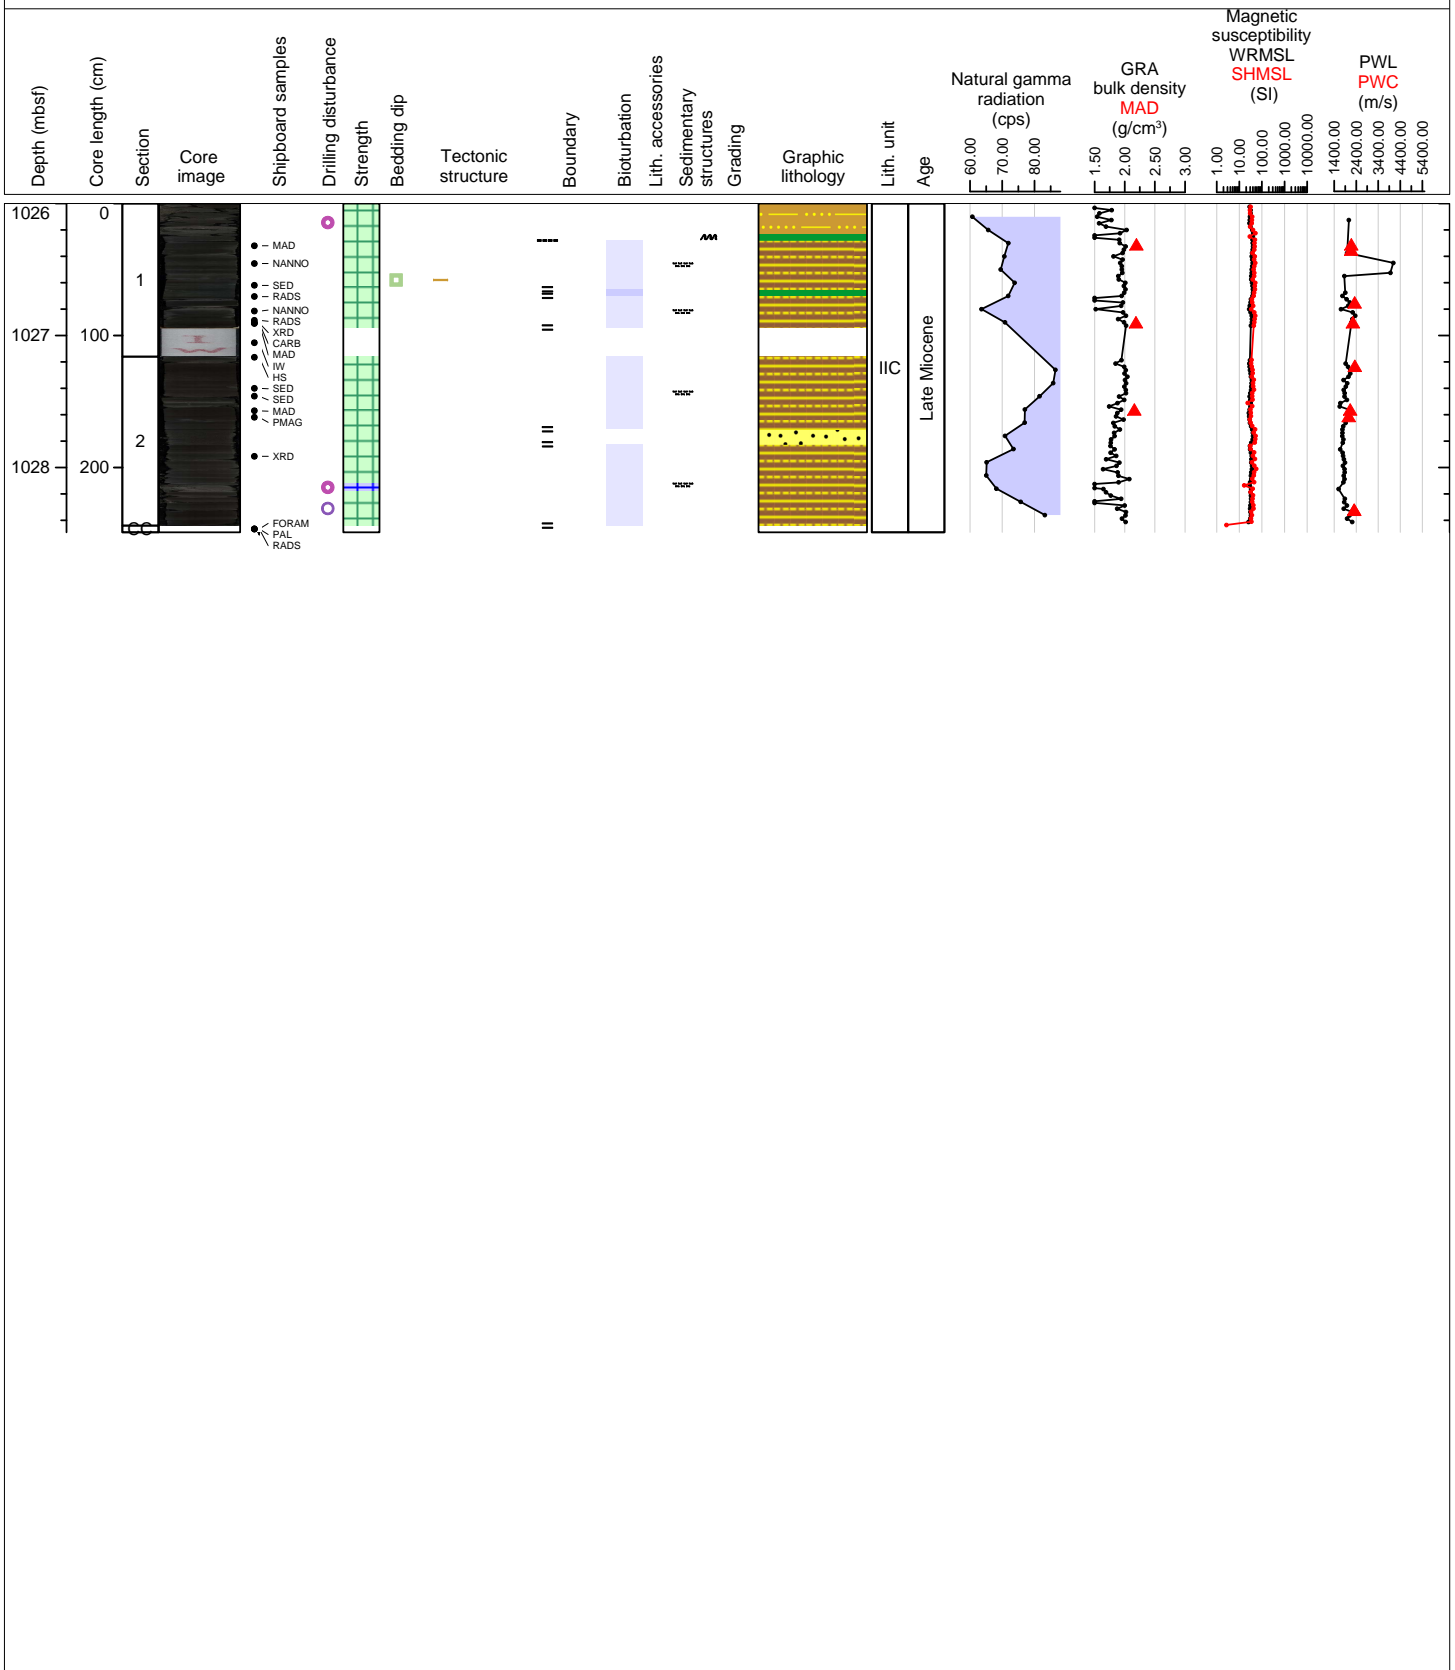 Depth (mbsf)
Core length (cm)
Section
Core
image
Shipboard samples
Drilling disturbance
Strength
Bedding dip
Tectonic
structure
Boundary
Bioturbation
Lith. accessories
Sedimentary
structures
Grading
Graphic
lithology
Lith. unit
Age
Natural gamma
radiation
(cps)
60.00
70.00
80.00
GRA
bulk density
MAD
(g/cm³)
1.50
2.00
2.50
3.00
Magnetic
susceptibility
WRMSL
SHMSL
(SI)
1.00
10.00
100.00
1000.00
10000.00
PWL
PWC
(m/s)
1400.00
2400.00
3400.00
4400.00
5400.00
1026
1027
1028
0
100
200
1
2
CC
MAD
NANNO
SED
RADS
NANNO
RADS
XRD
CARB
MAD
IW
HS
SED
SED
MAD
PMAG
XRD
FORAM
PAL
RADS
IW
IIC
Late Miocene